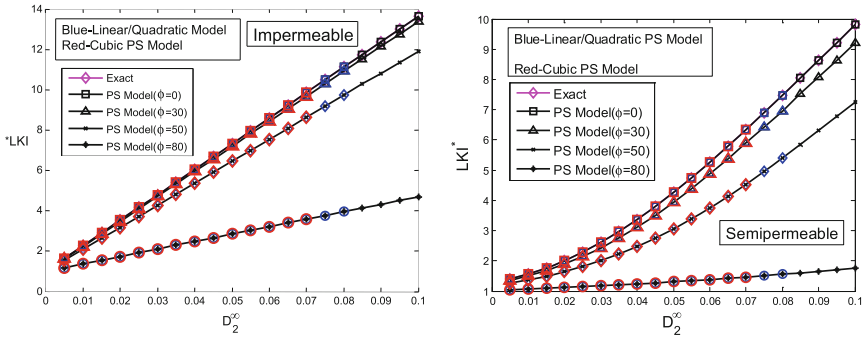 14
12
10
8
6
4
2
0
0
0.01
0.02
0.03
0.04
0.05
0.06
0.07
0.08
0.09
0.1
*LKI
D₂^∞
Blue-Linear/Quadratic Model
Red-Cubic PS Model
Impermeable
Exact
PS Model(ϕ=0)
PS Model(ϕ=30)
PS Model(ϕ=50)
PS Model(ϕ=80)
10
9
8
7
6
5
4
3
2
1
0
0.01
0.02
0.03
0.04
0.05
0.06
0.07
0.08
0.09
0.1
LKI*
D₂^∞
Blue-Linear/Quadratic PS Model
Red-Cubic PS Model
Exact
PS Model(ϕ=0)
PS Model(ϕ=30)
PS Model(ϕ=50)
PS Model(ϕ=80)
Semipermeable